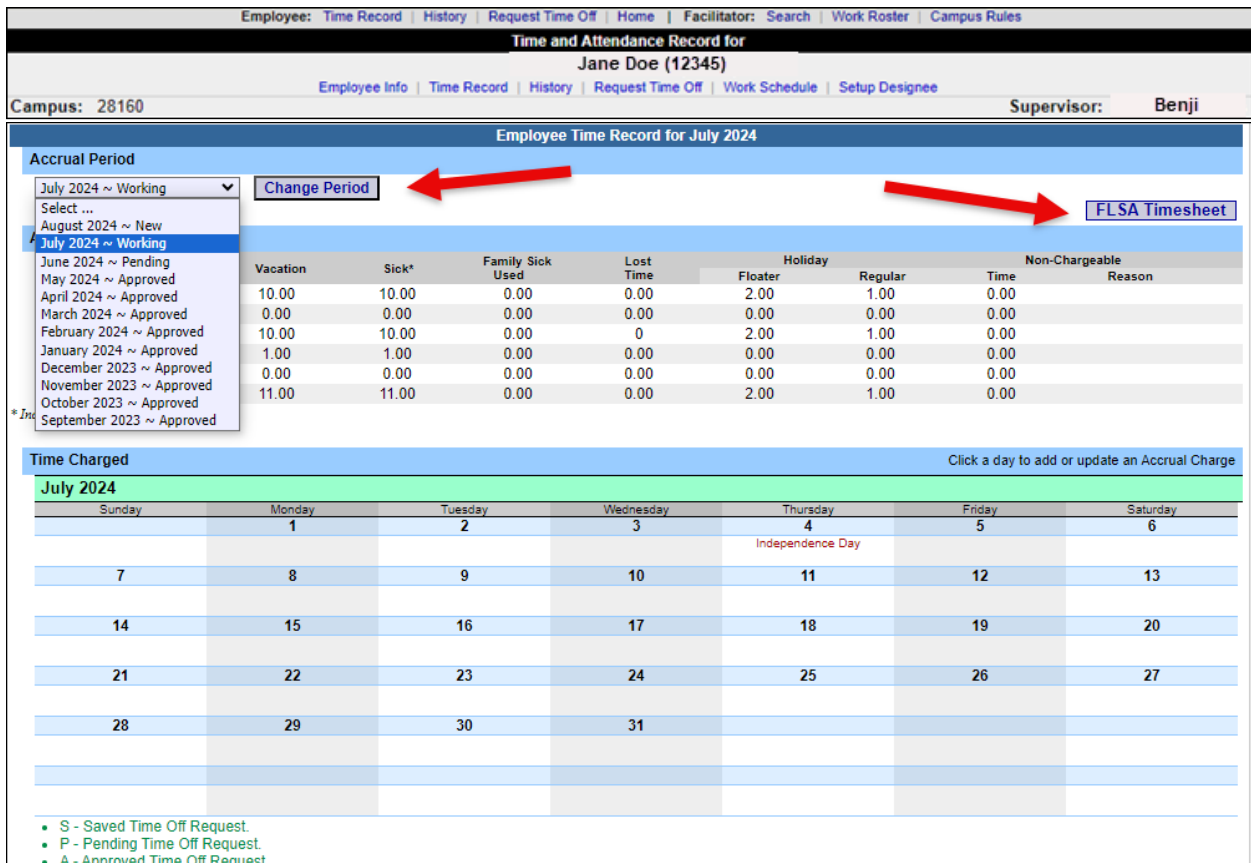 Employee: Time Record | History | Request Time Off | Home | Facilitator: Search | Work Roster | Campus Rules
Time and Attendance Record for
Jane Doe (12345)
Employee Info | Time Record | History | Request Time Off | Work Schedule | Setup Designee
Campus: 28160 Supervisor: Benji
Employee Time Record for July 2024
Accrual Period
July 2024 ~ Working Change Period
FLSA Timesheet
Select ...
August 2024 ~ New
July 2024 ~ Working
June 2024 ~ Pending
May 2024 ~ Approved
April 2024 ~ Approved
March 2024 ~ Approved
February 2024 ~ Approved
January 2024 ~ Approved
December 2023 ~ Approved
November 2023 ~ Approved
October 2023 ~ Approved
September 2023 ~ Approved
Vacation Sick* Family Sick Used Lost Time Holiday Non-Chargeable
Floater Regular Time Reason
10.00 10.00 0.00 0.00 2.00 1.00 0.00
0.00 0.00 0.00 0.00 0.00 0.00 0.00
10.00 10.00 0.00 0 2.00 1.00 0.00
1.00 1.00 0.00 0.00 0.00 0.00 0.00
0.00 0.00 0.00 0.00 0.00 0.00 0.00
11.00 11.00 0.00 0.00 2.00 1.00 0.00
Time Charged Click a day to add or update an Accrual Charge
July 2024
Sunday Monday Tuesday Wednesday Thursday Friday Saturday
1 2 3 4 5 6
Independence Day
7 8 9 10 11 12 13
14 15 16 17 18 19 20
21 22 23 24 25 26 27
28 29 30 31
• S - Saved Time Off Request.
• P - Pending Time Off Request.
• A - Approved Time Off Request